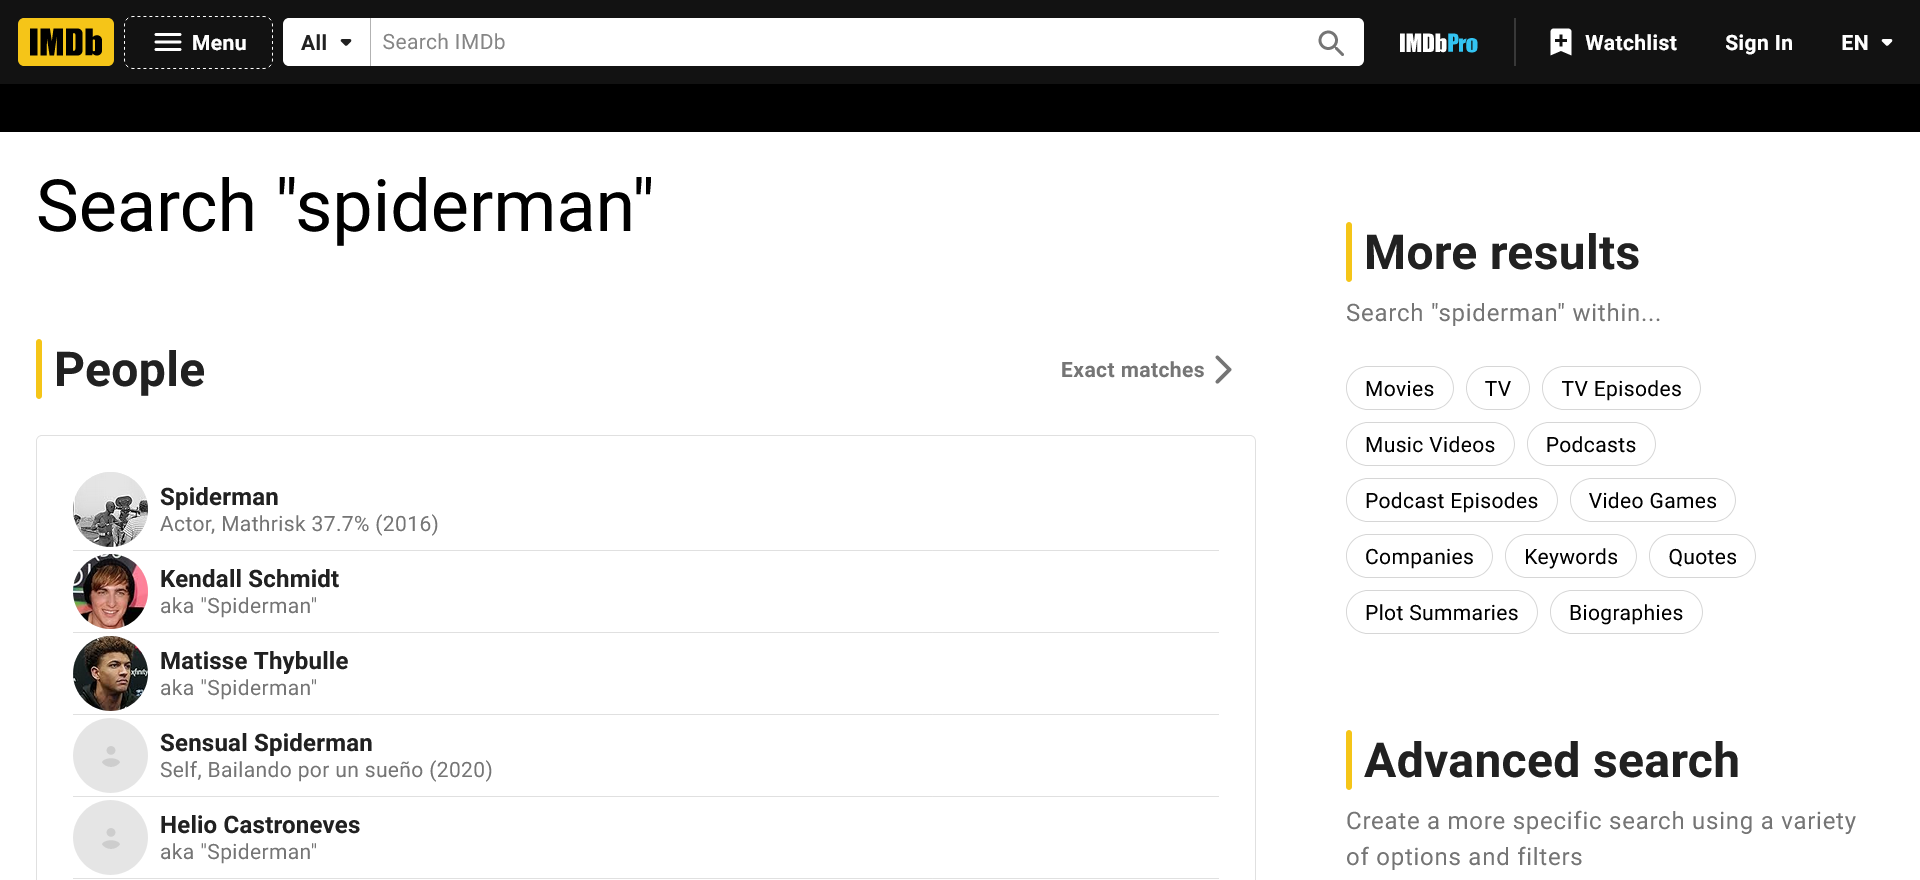 IMDb Menu All Search IMDb IMDbPro Watchlist Sign In EN
Search "spiderman"
People
Exact matches
Spiderman
Actor, Mathrisk 37.7% (2016)
Kendall Schmidt
aka "Spiderman"
Matisse Thybulle
aka "Spiderman"
Sensual Spiderman
Self, Bailando por un sueño (2020)
Helio Castroneves
aka "Spiderman"
More results
Search "spiderman" within...
Movies TV TV Episodes
Music Videos Podcasts
Podcast Episodes Video Games
Companies Keywords Quotes
Plot Summaries Biographies
Advanced search
Create a more specific search using a variety
of options and filters